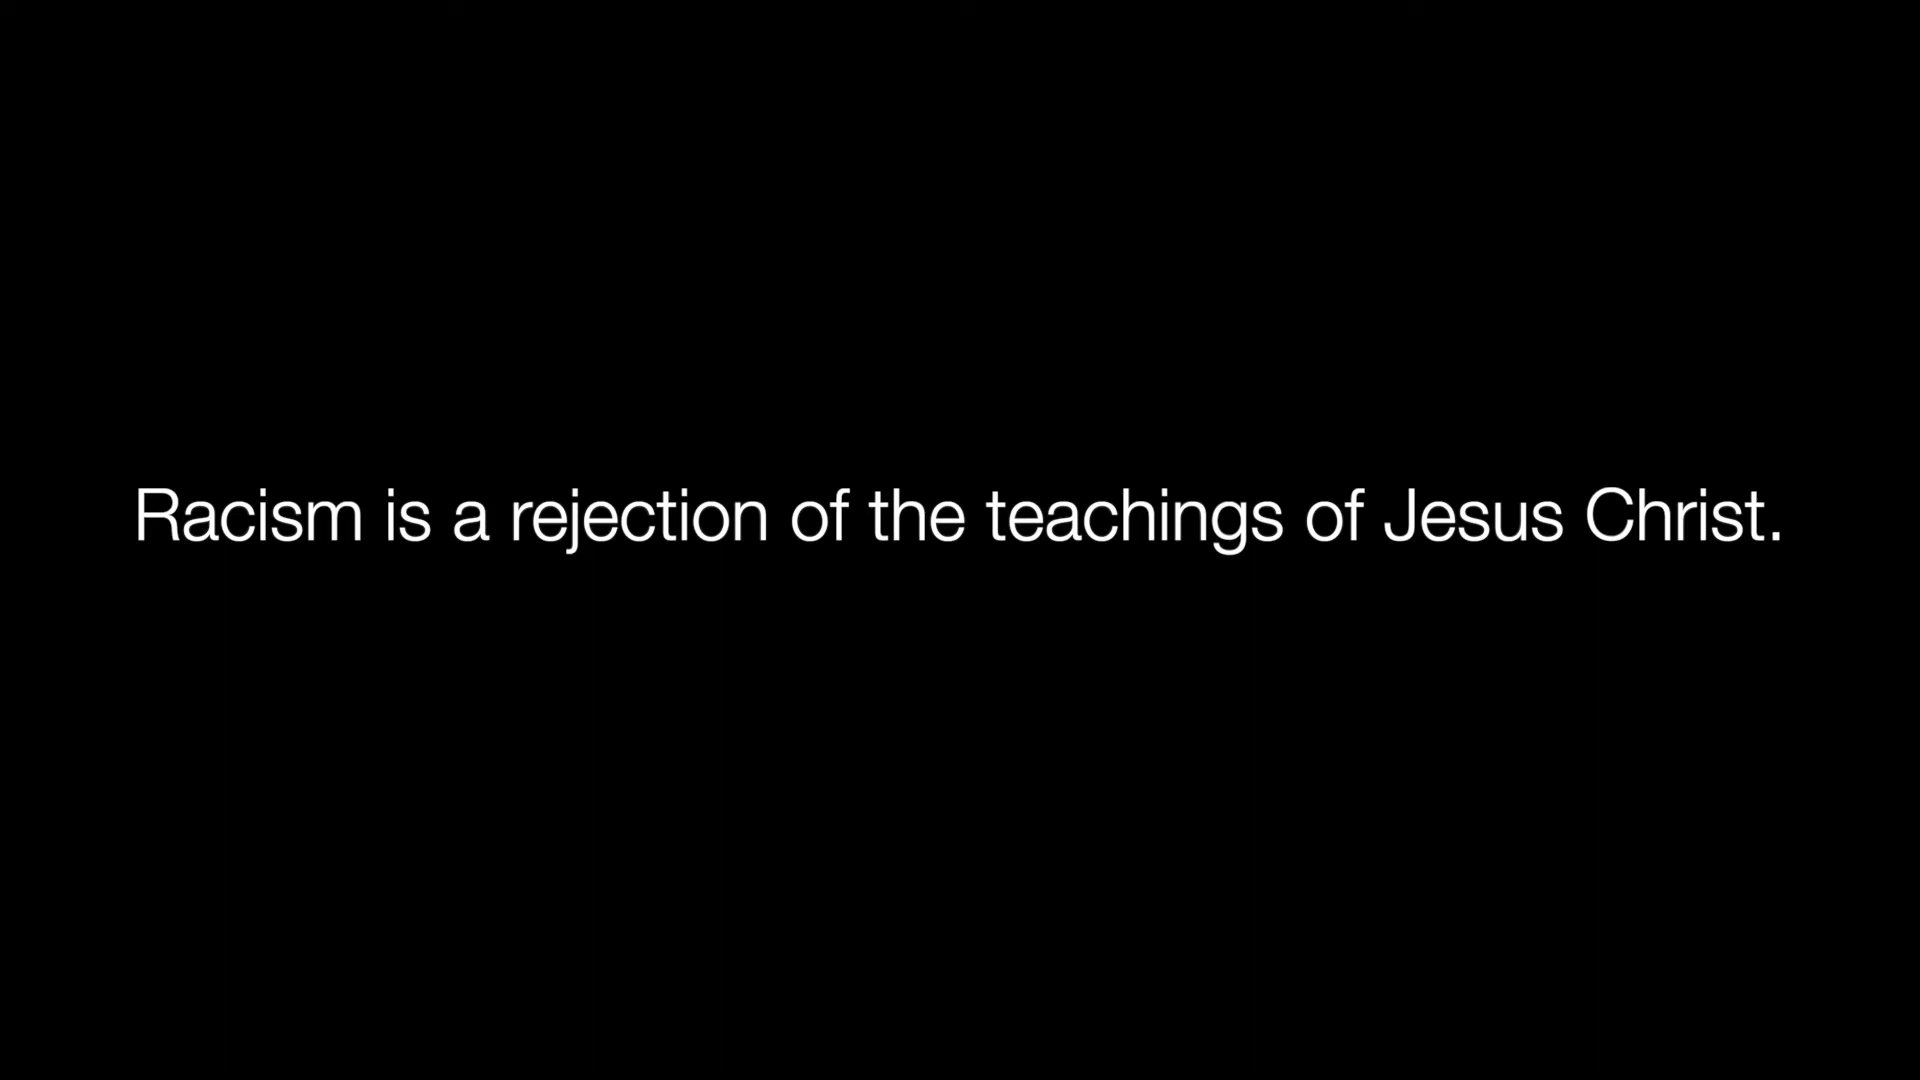 Racism is a rejection of the teachings of Jesus Christ.